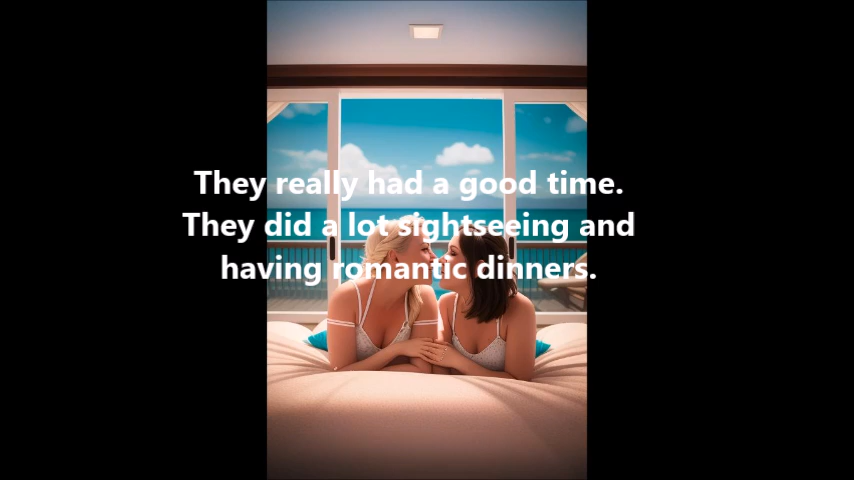 They really had a good time.
They did a lot sightseeing and
having romantic dinners.